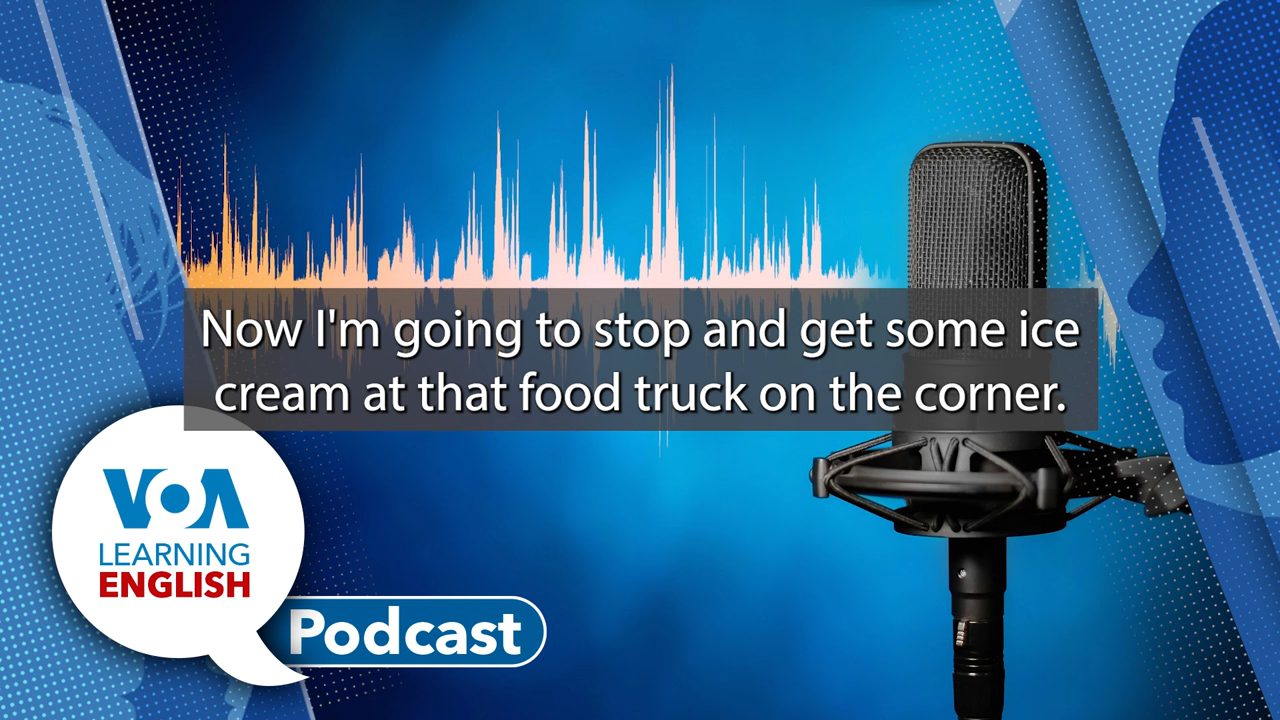 Now I'm going to stop and get some ice
cream at that food truck on the corner.
VOA
LEARNING
ENGLISH
Podcast